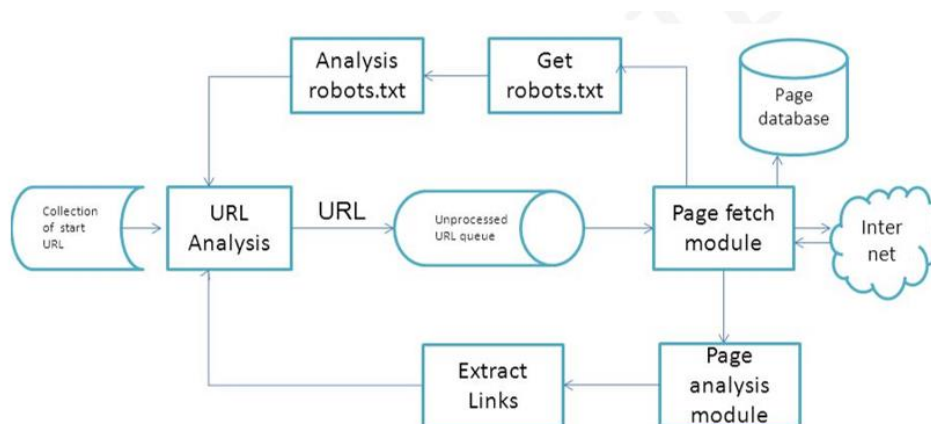 Analysis
robots.txt
Get
robots.txt
Page
database
Collection
of start
URL
URL
Analysis
URL
Unprocessed
URL queue
Page fetch
module
Inter
net
Extract
Links
Page
analysis
module